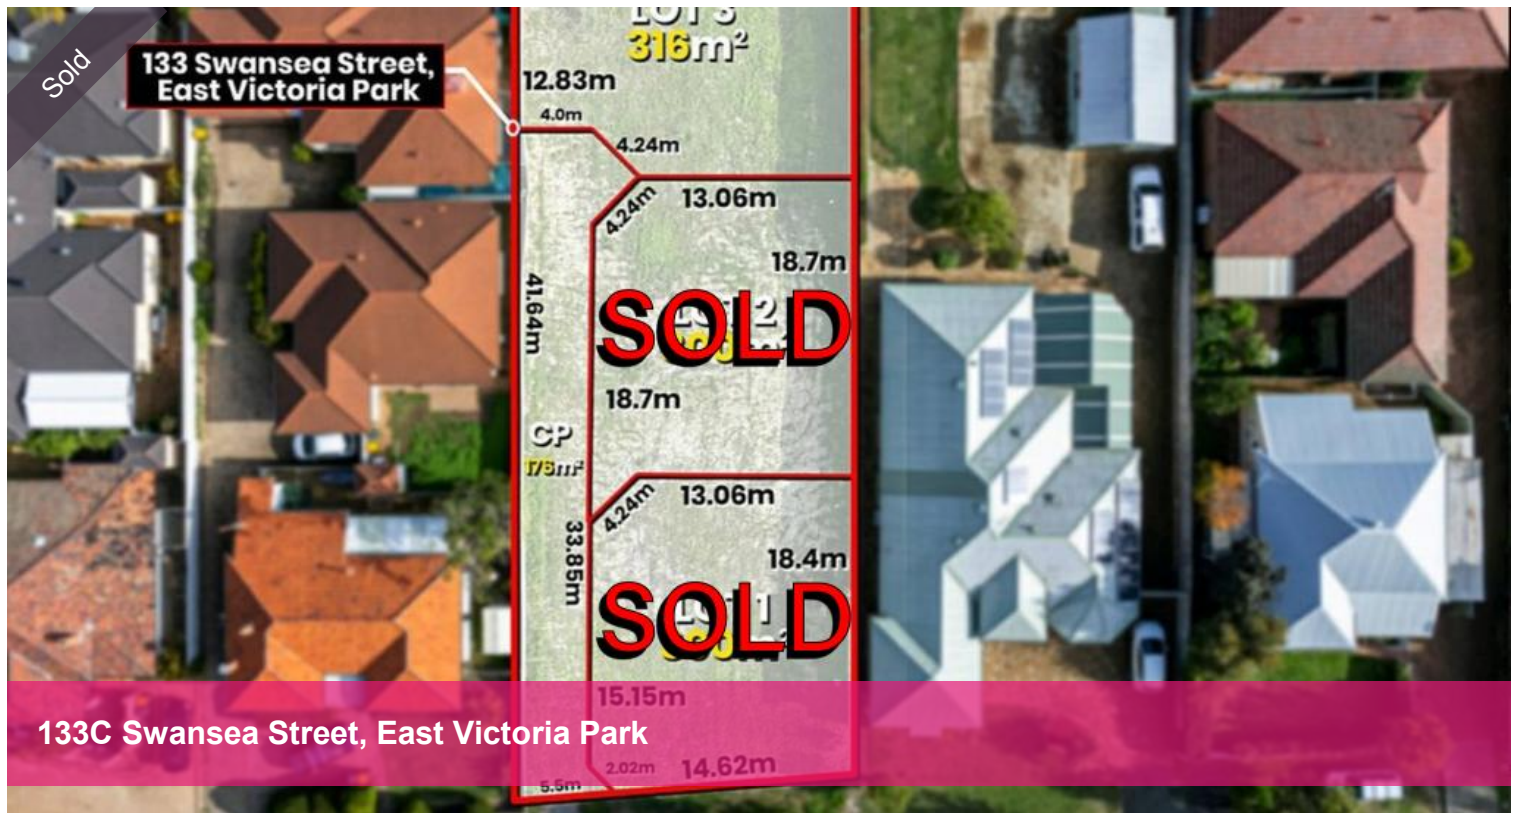 Sold
133 Swansea Street,
East Victoria Park
LOT 3
316m²
12.83m
4.0m
4.24m
4.24m
13.06m
18.7m
41.64m
SOLD
18.7m
CP
176m²
4.24m
13.06m
33.85m
18.4m
SOLD
15.15m
133C Swansea Street, East Victoria Park
2.02m
14.62m
5.5m